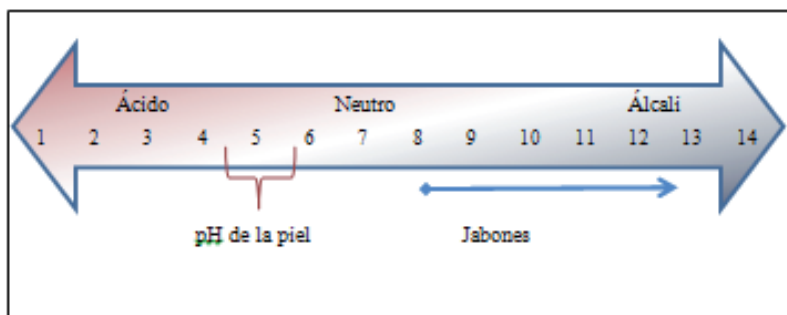 Ácido Neutro Álcali
1 2 3 4 5 6 7 8 9 10 11 12 13 14
pH de la piel Jabones